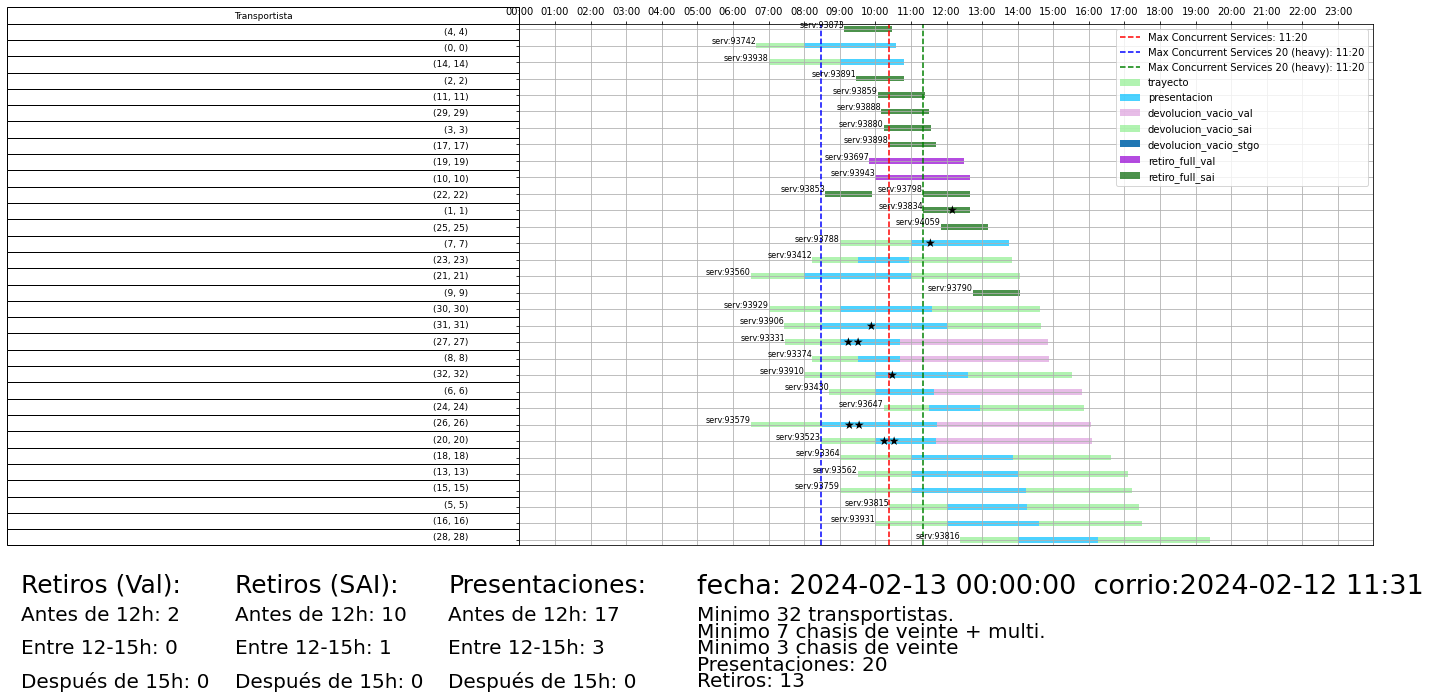 Transportista
00:00 01:00 02:00 03:00 04:00 05:00 06:00 07:00 08:00 09:00 10:00 11:00 12:00 13:00 14:00 15:00 16:00 17:00 18:00 19:00 20:00 21:00 22:00 23:00
(4, 4) serv:93873
(0, 0) serv:93742
(14, 14) serv:93938
(2, 2) serv:93891
(11, 11) serv:93859
(29, 29) serv:93888
(3, 3) serv:93880
(17, 17) serv:93898
(19, 19) serv:93697
(10, 10) serv:93943
(22, 22) serv:93853 serv:93798
(1, 1) serv:93834
(25, 25) serv:94059
(7, 7) serv:93788
(23, 23) serv:93412
(21, 21) serv:93560
(9, 9) serv:93790
(30, 30) serv:93929
(31, 31) serv:93906
(27, 27) serv:93331
(8, 8) serv:93374
(32, 32) serv:93910
(6, 6) serv:93430
(24, 24) serv:93647
(26, 26) serv:93579
(20, 20) serv:93523
(18, 18) serv:93364
(13, 13) serv:93562
(15, 15) serv:93759
(5, 5) serv:93815
(16, 16) serv:93931
(28, 28) serv:93816
Max Concurrent Services: 11:20
Max Concurrent Services 20 (heavy): 11:20
Max Concurrent Services 20 (heavy): 11:20
trayecto
presentacion
devolucion_vacio_val
devolucion_vacio_sai
devolucion_vacio_stgo
retiro_full_val
retiro_full_sai
Retiros (Val):
Antes de 12h: 2
Entre 12-15h: 0
Después de 15h: 0
Retiros (SAI):
Antes de 12h: 10
Entre 12-15h: 1
Después de 15h: 0
Presentaciones:
Antes de 12h: 17
Entre 12-15h: 3
Después de 15h: 0
fecha: 2024-02-13 00:00:00 corrio:2024-02-12 11:31
Minimo 32 transportistas.
Minimo 7 chasis de veinte + multi.
Minimo 3 chasis de veinte
Presentaciones: 20
Retiros: 13